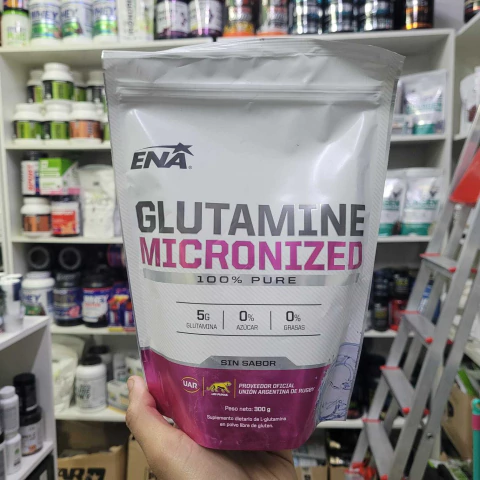 ENA
GLUTAMINE
MICRONIZED
100% PURE
5G 0% 0%
GLUTAMINA AZÚCAR GRASAS
SIN SABOR
UAR
PROVEEDOR OFICIAL
UNIÓN ARGENTINA DE RUGBY
Peso neto: 300 g
Suplemento dietario de l-glutamina
en polvo libre de gluten.